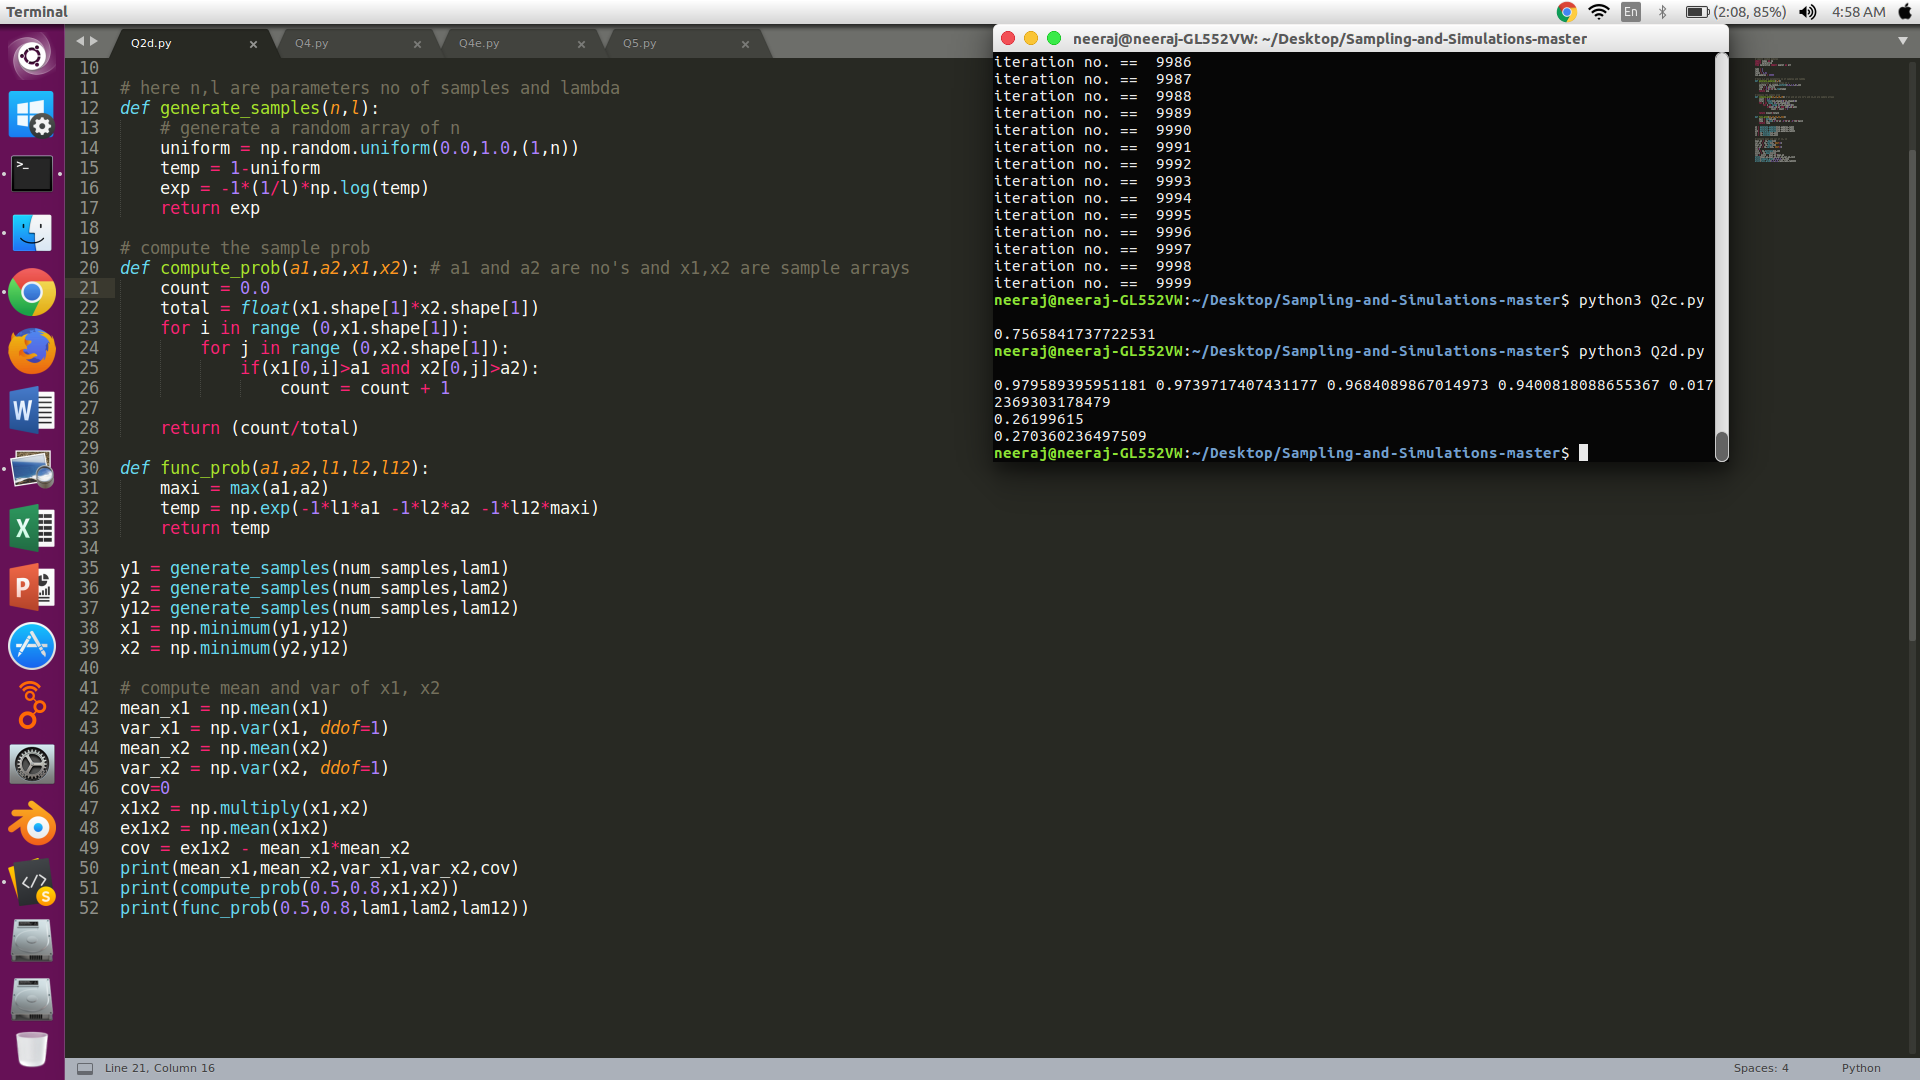 Terminal
En
(2:08, 85%)
4:58 AM
Q2d.py
Q4.py
Q4e.py
Q5.py
10
11 # here n,l are parameters no of samples and lambda
12 def generate_samples(n,l):
13 # generate a random array of n
14 uniform = np.random.uniform(0.0,1.0,(1,n))
15 temp = 1-uniform
16 exp = -1*(1/l)*np.log(temp)
17 return exp
18
19 # compute the sample prob
20 def compute_prob(a1,a2,x1,x2): # a1 and a2 are no's and x1,x2 are sample arrays
21 count = 0.0
22 total = float(x1.shape[1]*x2.shape[1])
23 for i in range (0,x1.shape[1]):
24 for j in range (0,x2.shape[1]):
25 if(x1[0,i]>a1 and x2[0,j]>a2):
26 count = count + 1
27
28 return (count/total)
29
30 def func_prob(a1,a2,l1,l2,l12):
31 maxi = max(a1,a2)
32 temp = np.exp(-1*l1*a1 -1*l2*a2 -1*l12*maxi)
33 return temp
34
35 y1 = generate_samples(num_samples,lam1)
36 y2 = generate_samples(num_samples,lam2)
37 y12= generate_samples(num_samples,lam12)
38 x1 = np.minimum(y1,y12)
39 x2 = np.minimum(y2,y12)
40
41 # compute mean and var of x1, x2
42 mean_x1 = np.mean(x1)
43 var_x1 = np.var(x1, ddof=1)
44 mean_x2 = np.mean(x2)
45 var_x2 = np.var(x2, ddof=1)
46 cov=0
47 x1x2 = np.multiply(x1,x2)
48 ex1x2 = np.mean(x1x2)
49 cov = ex1x2 - mean_x1*mean_x2
50 print(mean_x1,mean_x2,var_x1,var_x2,cov)
51 print(compute_prob(0.5,0.8,x1,x2))
52 print(func_prob(0.5,0.8,lam1,lam2,lam12))
neeraj@neeraj-GL552VW: ~/Desktop/Sampling-and-Simulations-master
iteration no. == 9986
iteration no. == 9987
iteration no. == 9988
iteration no. == 9989
iteration no. == 9990
iteration no. == 9991
iteration no. == 9992
iteration no. == 9993
iteration no. == 9994
iteration no. == 9995
iteration no. == 9996
iteration no. == 9997
iteration no. == 9998
iteration no. == 9999
neeraj@neeraj-GL552VW:~/Desktop/Sampling-and-Simulations-master$ python3 Q2c.py
0.7565841737722531
neeraj@neeraj-GL552VW:~/Desktop/Sampling-and-Simulations-master$ python3 Q2d.py
0.979589395951181 0.9739717407431177 0.9684089867014973 0.9400818088655367 0.017
2369303178479
0.26199615
0.270360236497509
neeraj@neeraj-GL552VW:~/Desktop/Sampling-and-Simulations-master$
Line 21, Column 16
Spaces: 4
Python